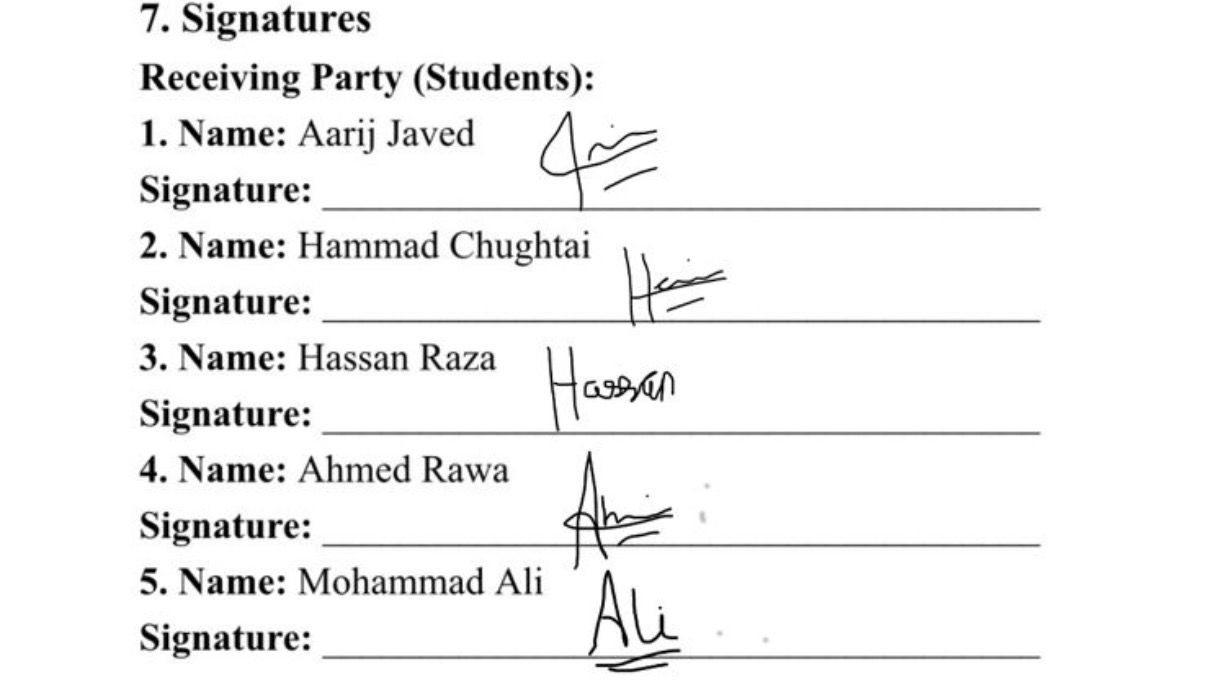 7. Signatures
Receiving Party (Students):
1. Name: Aarij Javed
Signature:
2. Name: Hammad Chughtai
Signature:
3. Name: Hassan Raza
Signature: Hassan
4. Name: Ahmed Rawa
Signature:
5. Name: Mohammad Ali
Signature: ALi